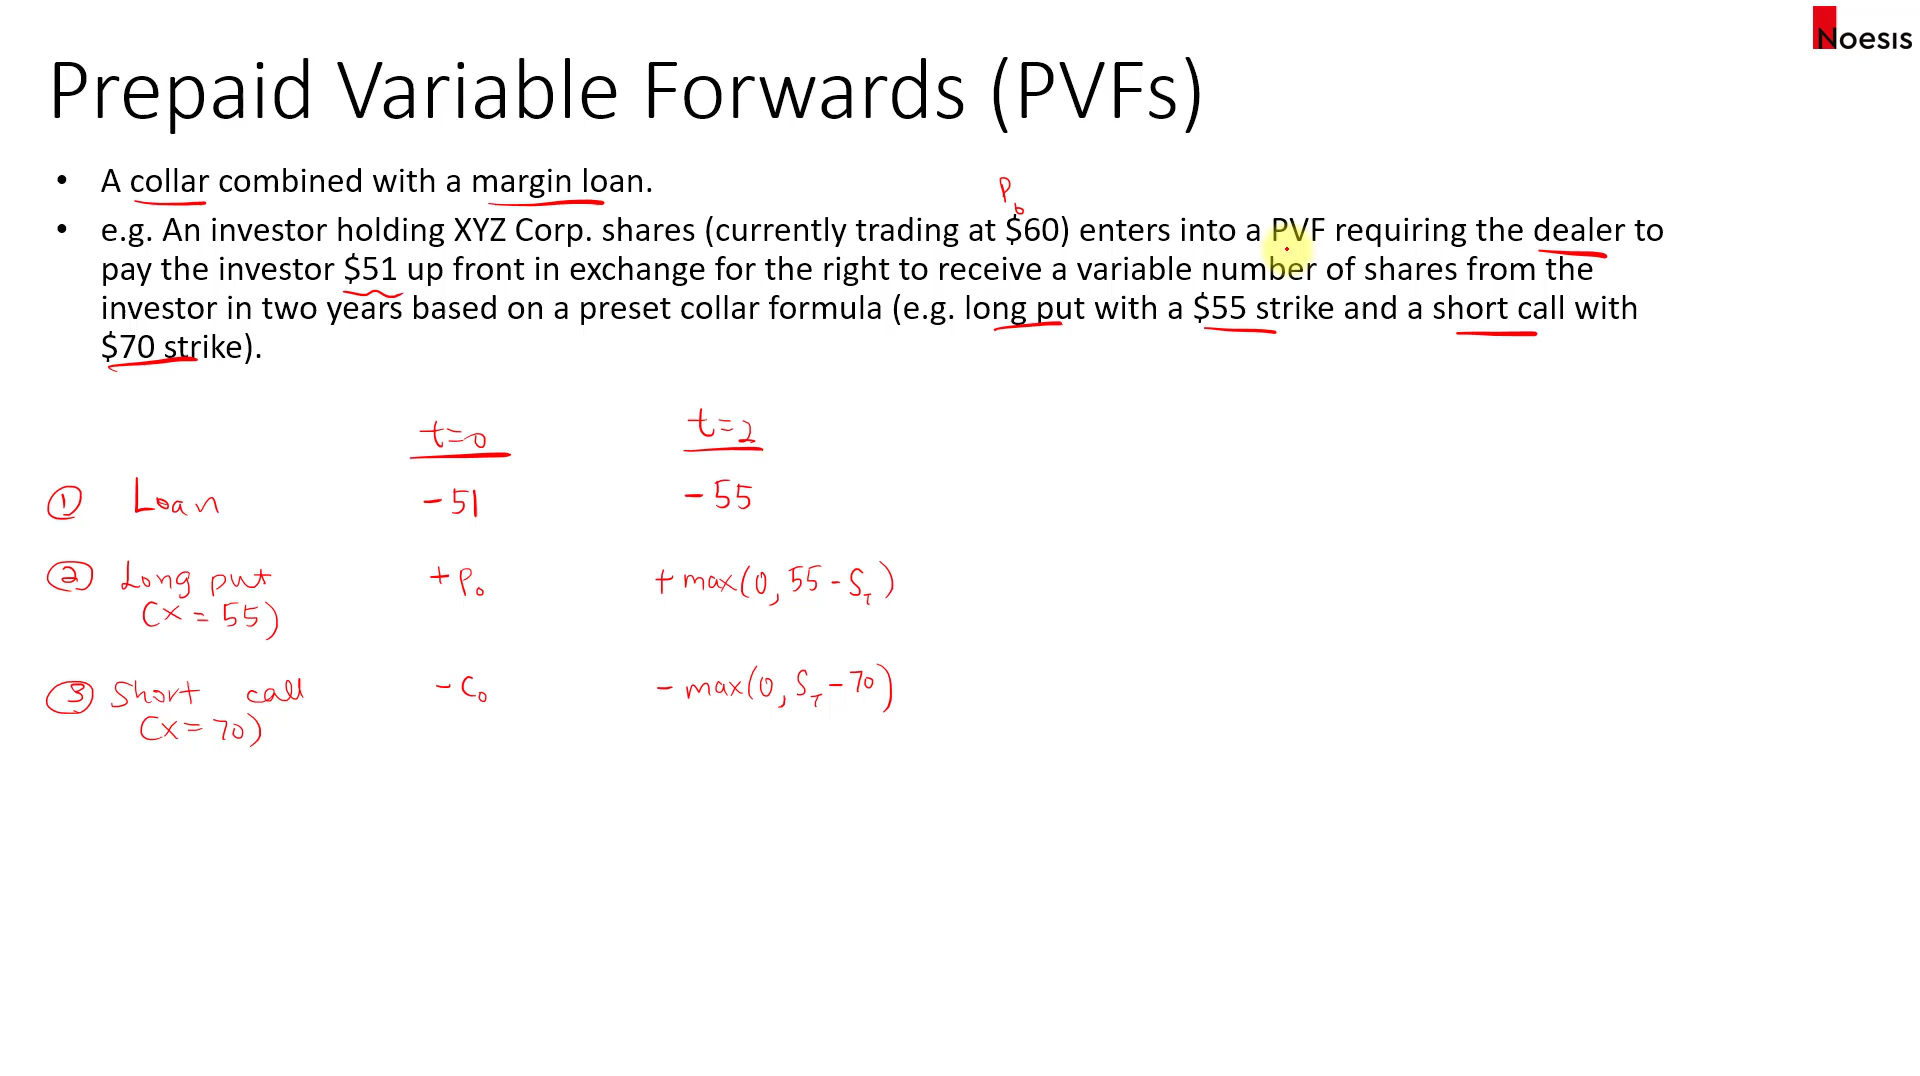 Noesis
Prepaid Variable Forwards (PVFs)
• A collar combined with a margin loan.
P₀
• e.g. An investor holding XYZ Corp. shares (currently trading at $60) enters into a PVF requiring the dealer to
pay the investor $51 up front in exchange for the right to receive a variable number of shares from the
investor in two years based on a preset collar formula (e.g. long put with a $55 strike and a short call with
$70 strike).
t=0 t=2
① Loan -51 -55
② Long put +P₀ + max(0, 55 - S_T)
(X = 55)
③ Short call -C₀ - max(0, S_T - 70)
(X = 70)